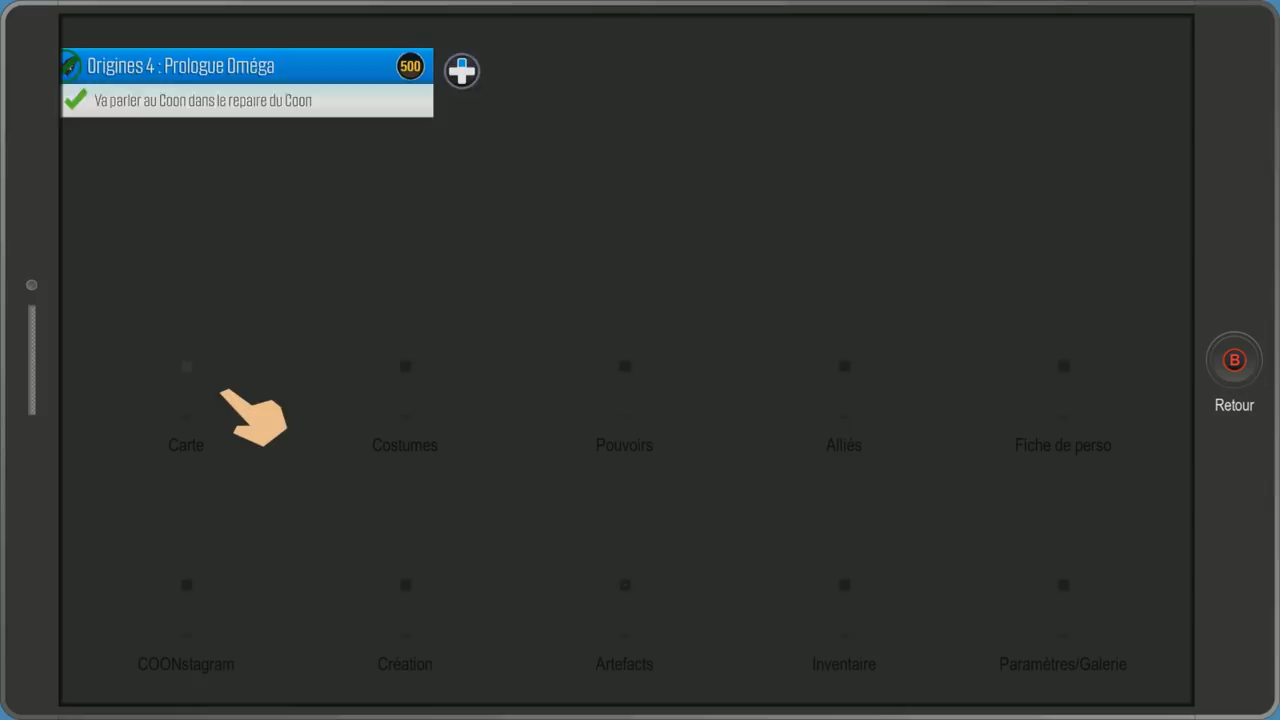 Origines 4 : Prologue Oméga 500
Va parler au Coon dans le repaire du Coon
B
Retour
Carte Costumes Pouvoirs Alliés Fiche de perso
COONstagram Création Artefacts Inventaire Paramètres/Galerie